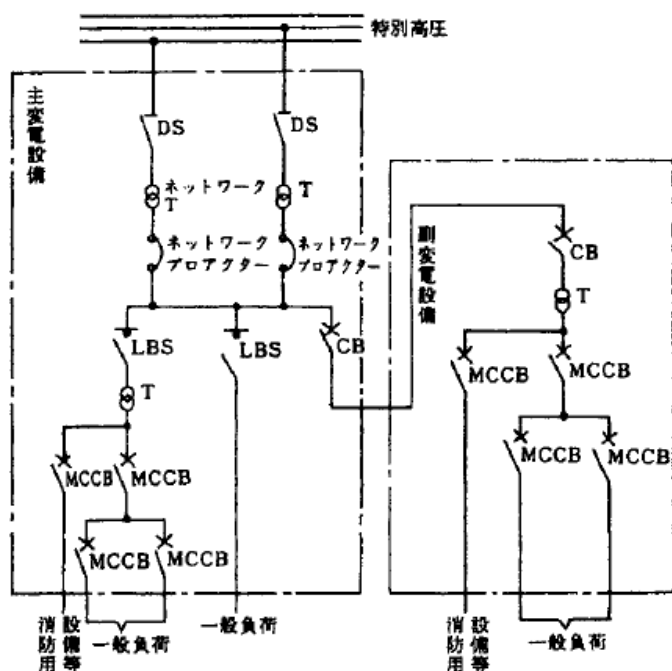 特別高圧
主変電設備
DS
DS
ネットワーク
T
T
ネットワーク
プロアクター
ネットワーク
プロアクター
副変電設備
CB
T
LBS
LBS
CB
MCCB
MCCB
T
MCCB
MCCB
MCCB
MCCB
MCCB
MCCB
消防用
設備等
一般負荷
一般負荷
消防用
設備等
一般負荷